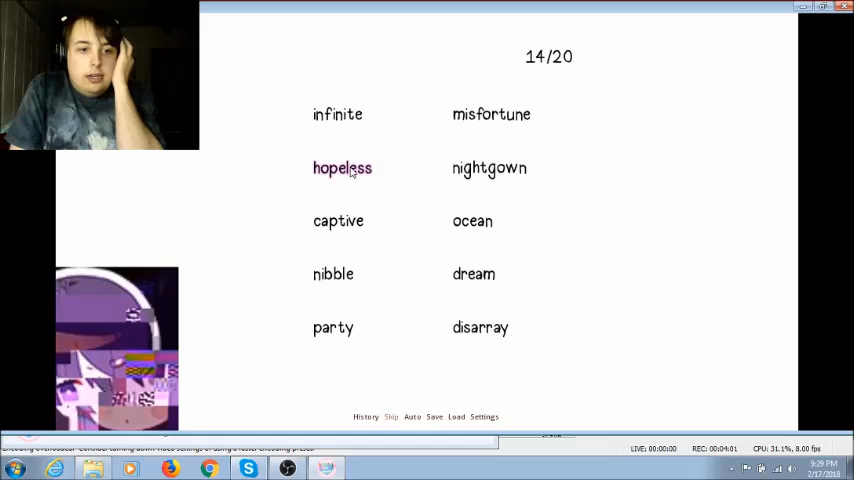 14/20
infinite misfortune
hopeless nightgown
captive ocean
nibble dream
party disarray
History Skip Auto Save Load Settings
LIVE: 00:00:00 REC: 00:04:01 CPU: 31.1%, 8.00 fps
9:29 PM
2/17/2018